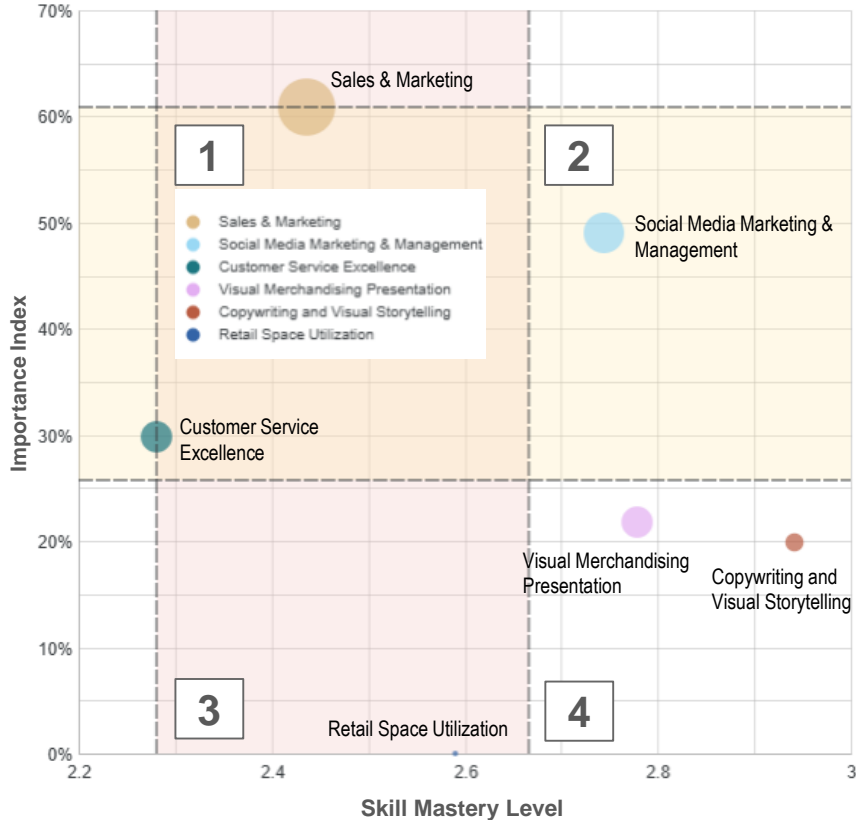 70%
60%
50%
40%
30%
20%
10%
0%
Importance Index
Sales & Marketing
1
2
Sales & Marketing
Social Media Marketing & Management
Customer Service Excellence
Visual Merchandising Presentation
Copywriting and Visual Storytelling
Retail Space Utilization
Social Media Marketing &
Management
Customer Service
Excellence
Visual Merchandising
Presentation
Copywriting and
Visual Storytelling
3
4
Retail Space Utilization
2.2
2.4
2.6
2.8
3
Skill Mastery Level